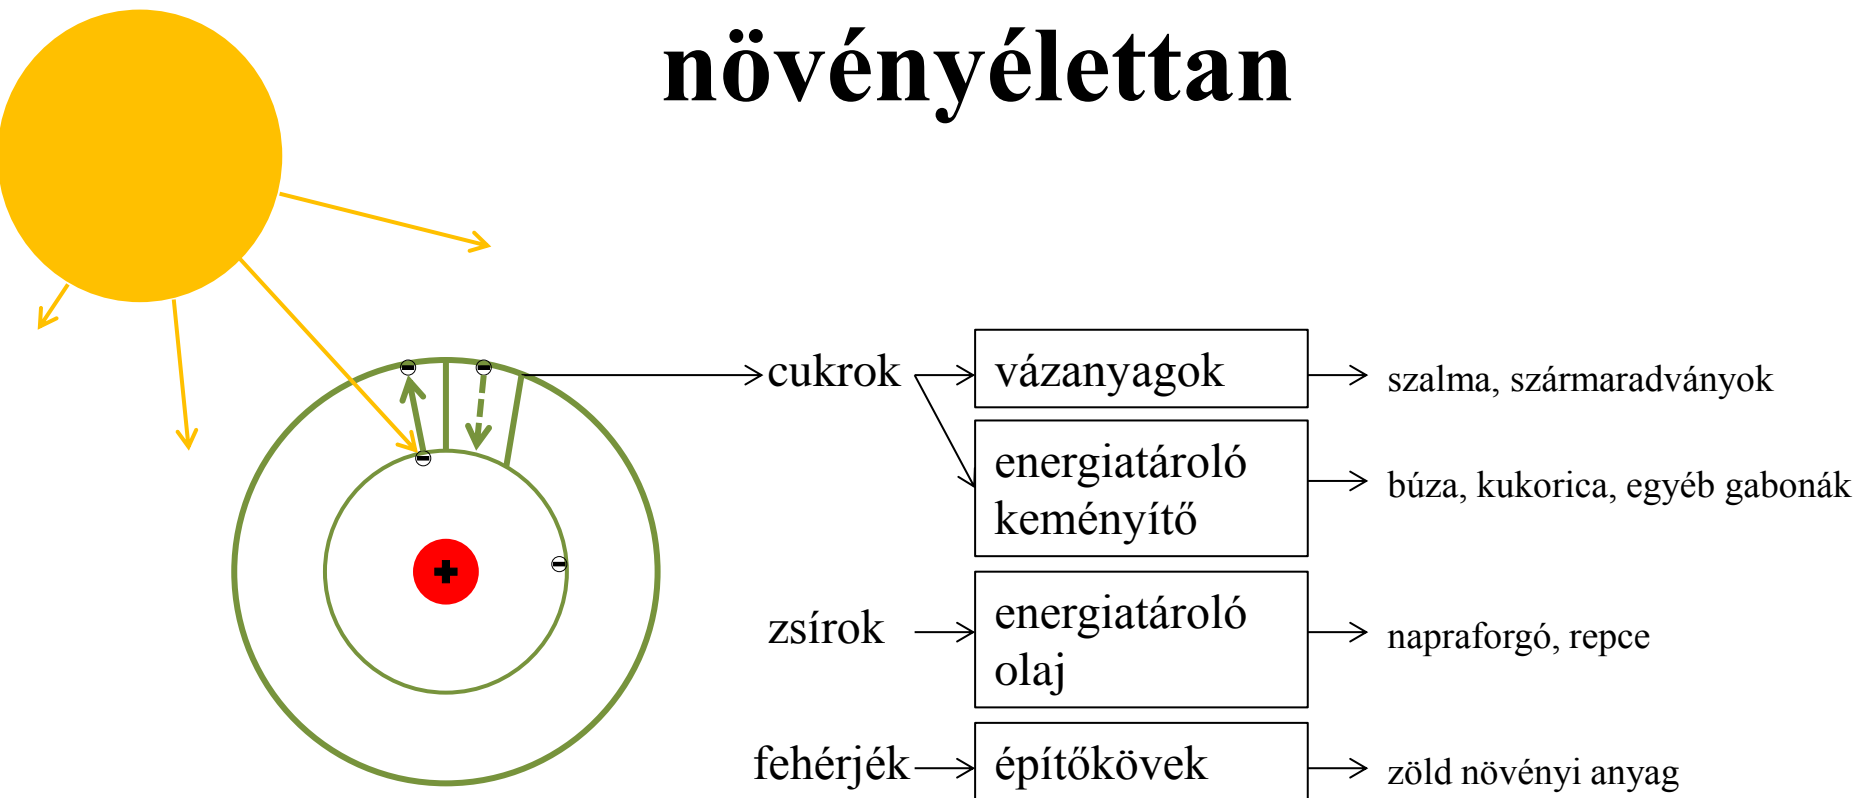 növényélettan
cukrok
vázanyagok
szalma, szármaradványok
energiatároló
keményítő
búza, kukorica, egyéb gabonák
zsírok
energiatároló
olaj
napraforgó, repce
fehérjék
építőkövek
zöld növényi anyag